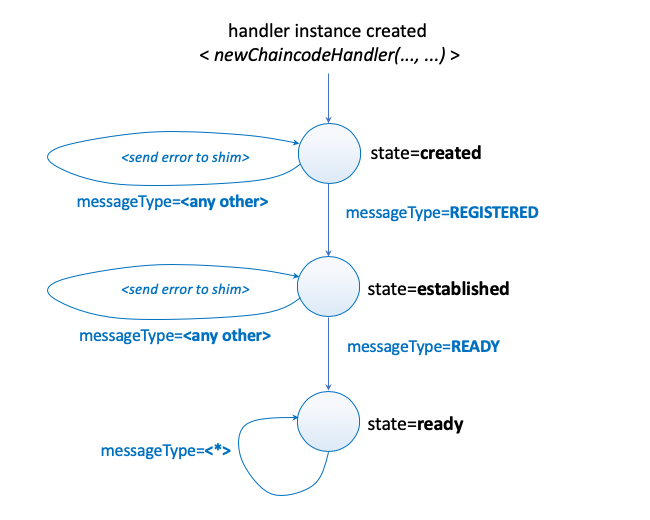 handler instance created
< newChaincodeHandler(..., ...) >
<send error to shim>
state=created
messageType=<any other>
messageType=REGISTERED
<send error to shim>
state=established
messageType=<any other>
messageType=READY
state=ready
messageType=<*>